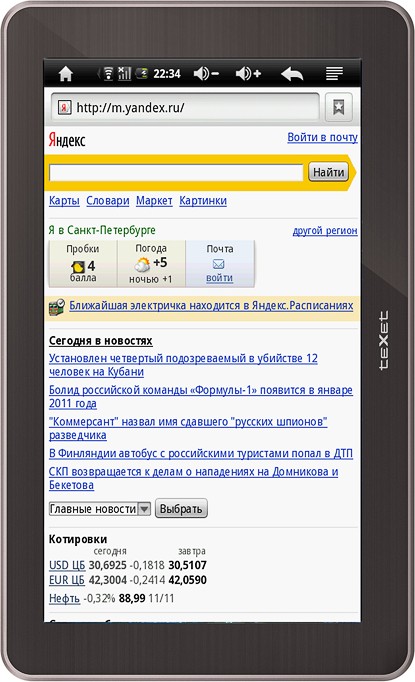 22:34
http://m.yandex.ru/
Яндекс
Войти в почту
Найти
Карты Словари Маркет Картинки
Я в Санкт-Петербурге
другой регион
Пробки Погода Почта
4 +5
балла ночью +1 войти
Ближайшая электричка находится в Яндекс.Расписаниях
Сегодня в новостях
Установлен четвертый подозреваемый в убийстве 12
человек на Кубани
Болид российской команды «Формулы-1» появится в январе
2011 года
"Коммерсант" назвал имя сдавшего "русских шпионов"
разведчика
В Финляндии автобус с российскими туристами попал в ДТП
СКП возвращается к делам о нападениях на Домникова и
Бекетова
Главные новости Выбрать
Котировки
сегодня завтра
USD ЦБ 30,6925 -0,1818 30,5107
EUR ЦБ 42,3004 -0,2414 42,0590
Нефть -0,32% 88,99 11/11
teXet